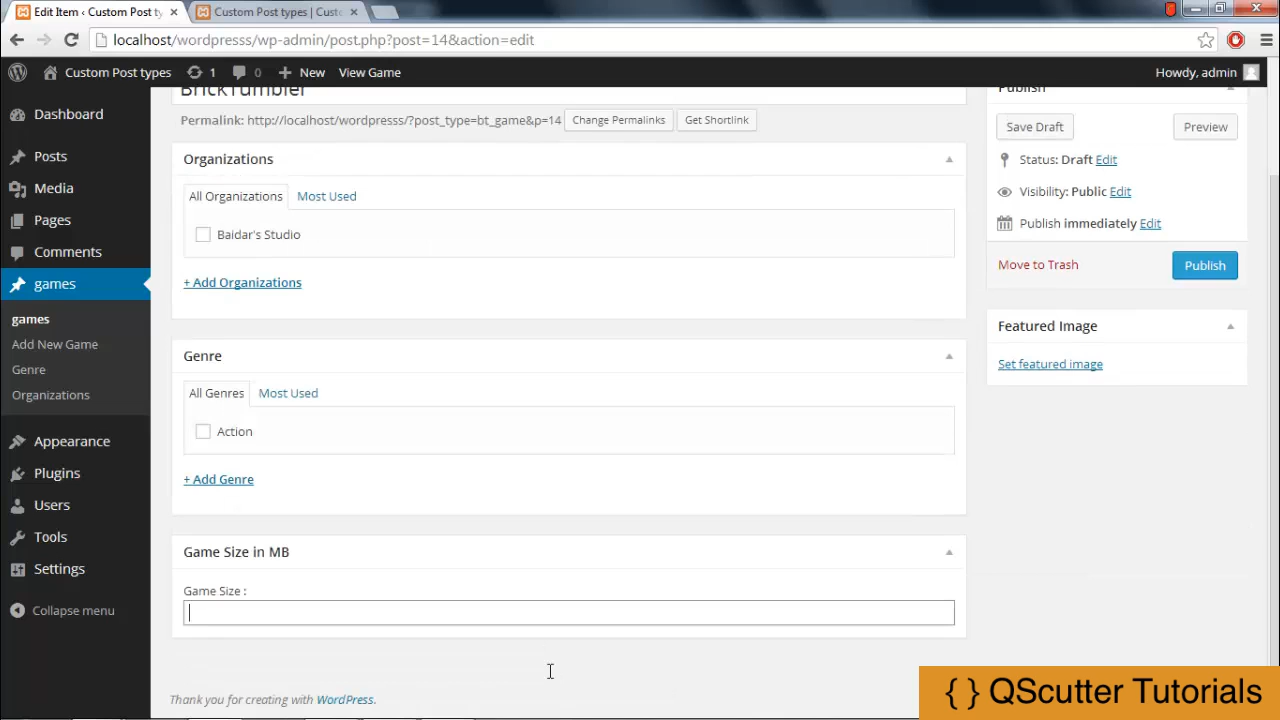 Edit Item ‹ Custom Post ty
Custom Post types | Custo
localhost/wordpresss/wp-admin/post.php?post=14&action=edit
Custom Post types
1
0
New
View Game
Howdy, admin
BrickTumbler
Permalink: http://localhost/wordpresss/?post_type=bt_game&p=14
Change Permalinks
Get Shortlink
Dashboard
Posts
Media
Pages
Comments
games
games
Add New Game
Genre
Organizations
Appearance
Plugins
Users
Tools
Settings
Collapse menu
Organizations
All Organizations
Most Used
Baidar's Studio
+ Add Organizations
Genre
All Genres
Most Used
Action
+ Add Genre
Game Size in MB
Game Size :
Publish
Save Draft
Preview
Status: Draft Edit
Visibility: Public Edit
Publish immediately Edit
Move to Trash
Publish
Featured Image
Set featured image
Thank you for creating with WordPress.
{ } QScutter Tutorials